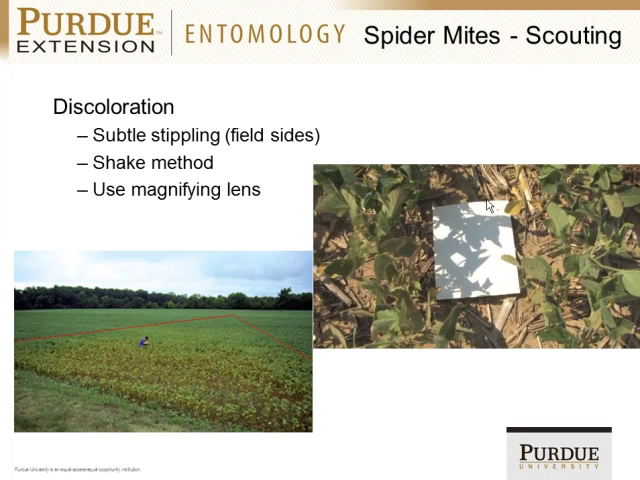 PURDUE™
EXTENSION
ENTOMOLOGY
Spider Mites - Scouting
Discoloration
– Subtle stippling (field sides)
– Shake method
– Use magnifying lens
Purdue University is an equal access/equal opportunity institution
PURDUE
UNIVERSITY